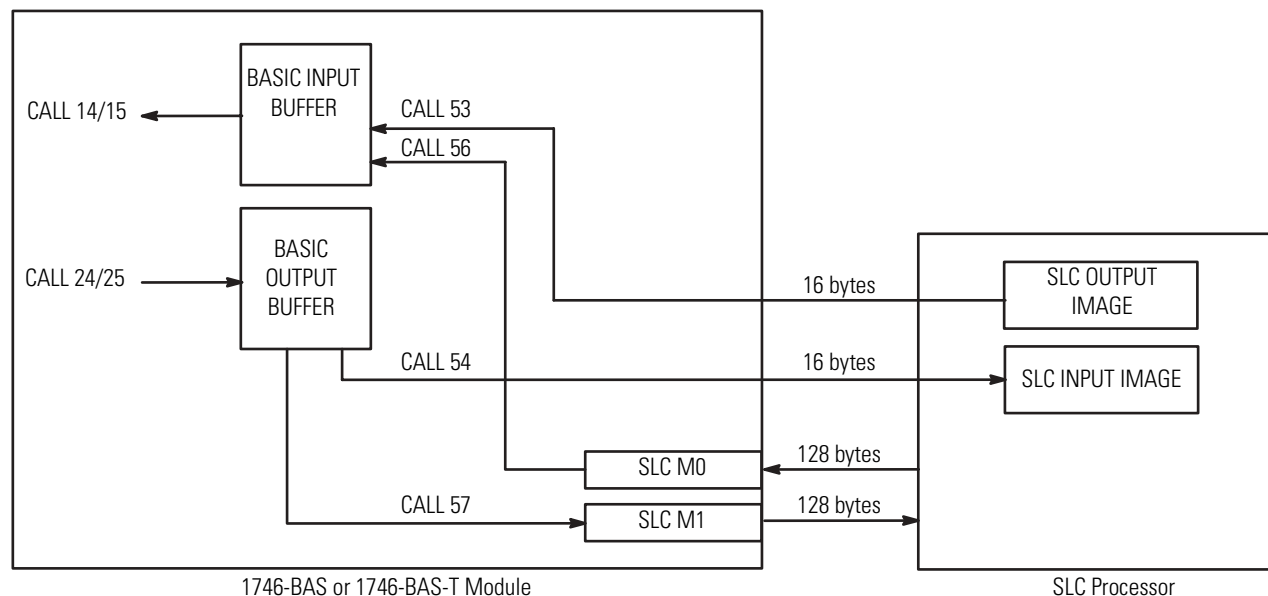 BASIC INPUT
BUFFER
CALL 14/15
CALL 53
CALL 56
BASIC
OUTPUT
BUFFER
CALL 24/25
16 bytes
SLC OUTPUT
IMAGE
CALL 54
16 bytes
SLC INPUT IMAGE
SLC M0
128 bytes
CALL 57
SLC M1
128 bytes
1746-BAS or 1746-BAS-T Module
SLC Processor